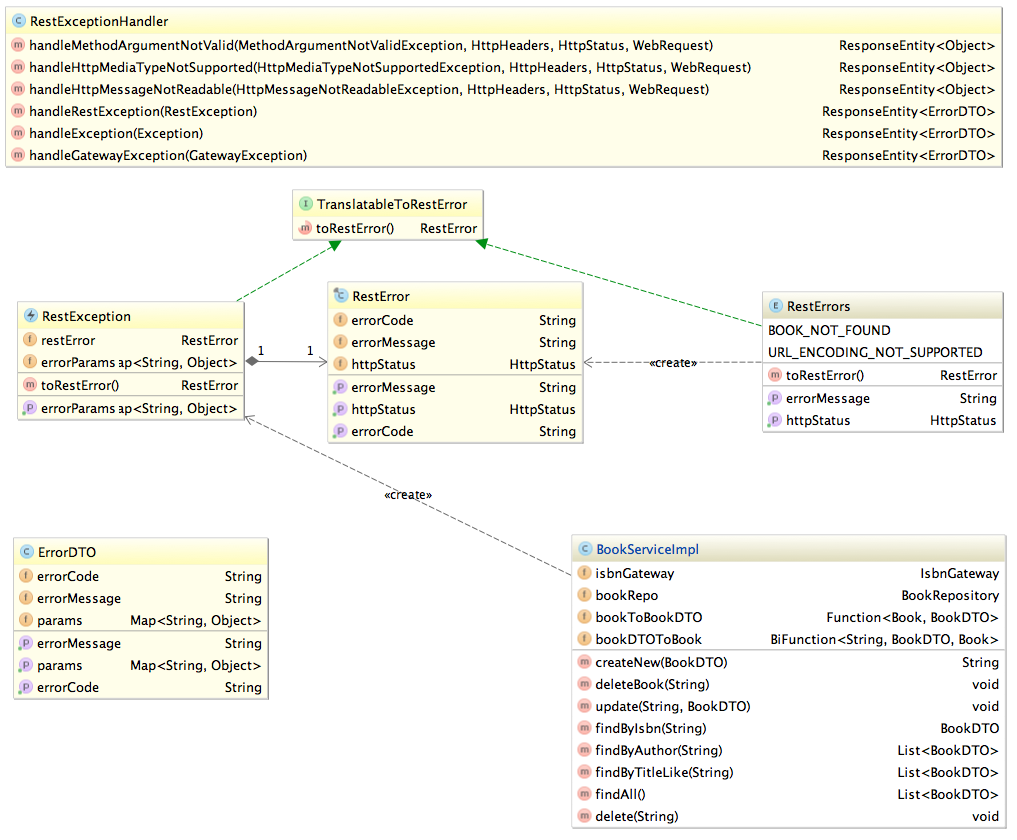 C RestExceptionHandler
m handleMethodArgumentNotValid(MethodArgumentNotValidException, HttpHeaders, HttpStatus, WebRequest) ResponseEntity<Object>
m handleHttpMediaTypeNotSupported(HttpMediaTypeNotSupportedException, HttpHeaders, HttpStatus, WebRequest) ResponseEntity<Object>
m handleHttpMessageNotReadable(HttpMessageNotReadableException, HttpHeaders, HttpStatus, WebRequest) ResponseEntity<Object>
m handleRestException(RestException) ResponseEntity<ErrorDTO>
m handleException(Exception) ResponseEntity<ErrorDTO>
m handleGatewayException(GatewayException) ResponseEntity<ErrorDTO>
I TranslatableToRestError
m toRestError() RestError
RestException
f restError RestError
f errorParams ap<String, Object>
m toRestError() RestError
P errorParams ap<String, Object>
1 1
C RestError
f errorCode String
f errorMessage String
f httpStatus HttpStatus
P errorMessage String
P httpStatus HttpStatus
P errorCode String
«create»
E RestErrors
BOOK_NOT_FOUND
URL_ENCODING_NOT_SUPPORTED
m toRestError() RestError
P errorMessage String
P httpStatus HttpStatus
«create»
C ErrorDTO
f errorCode String
f errorMessage String
f params Map<String, Object>
P errorMessage String
P params Map<String, Object>
P errorCode String
C BookServiceImpl
f isbnGateway IsbnGateway
f bookRepo BookRepository
f bookToBookDTO Function<Book, BookDTO>
f bookDTOToBook BiFunction<String, BookDTO, Book>
m createNew(BookDTO) String
m deleteBook(String) void
m update(String, BookDTO) void
m findByIsbn(String) BookDTO
m findByAuthor(String) List<BookDTO>
m findByTitleLike(String) List<BookDTO>
m findAll() List<BookDTO>
m delete(String) void